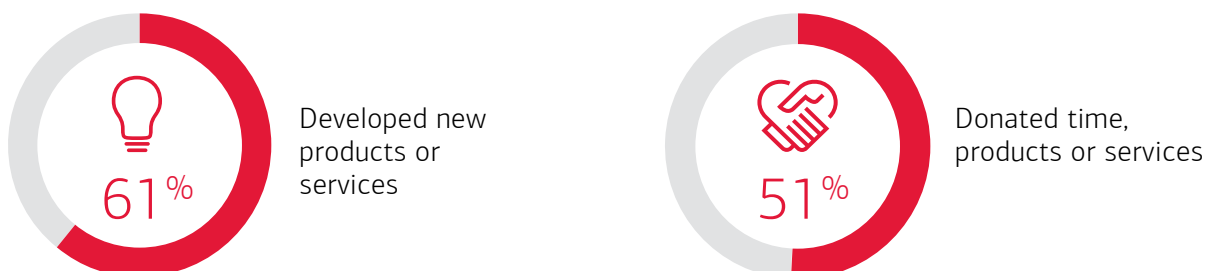 61%
Developed new
products or
services
51%
Donated time,
products or services